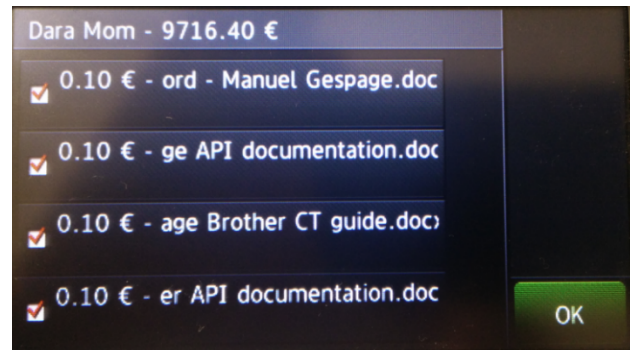 Dara Mom - 9716.40 €
0.10 € - ord - Manuel Gespage.doc
0.10 € - ge API documentation.doc
0.10 € - age Brother CT guide.docx
0.10 € - er API documentation.doc
OK